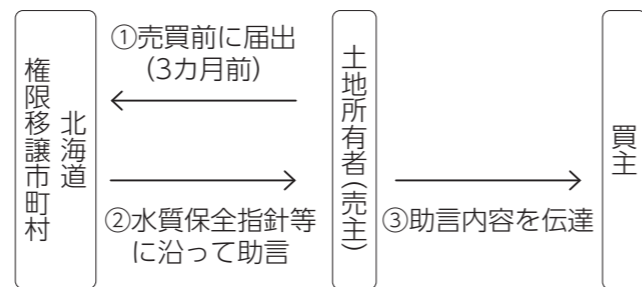 北海道
権限移譲市町村
①売買前に届出
(3カ月前)
②水質保全指針等
に沿って助言
土地所有者(売主)
③助言内容を伝達
買主